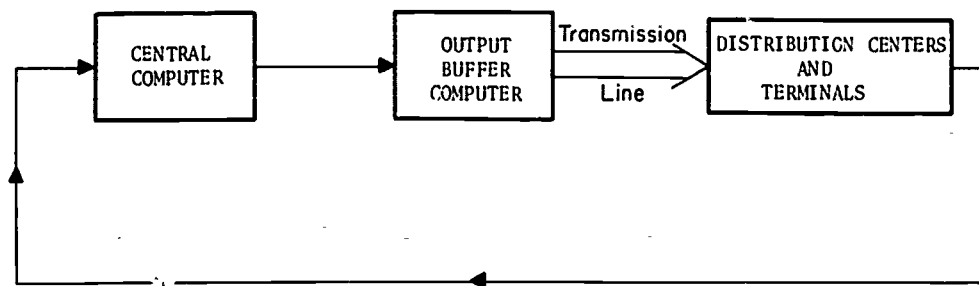 CENTRAL
COMPUTER
OUTPUT
BUFFER
COMPUTER
Transmission
Line
DISTRIBUTION CENTERS
AND
TERMINALS